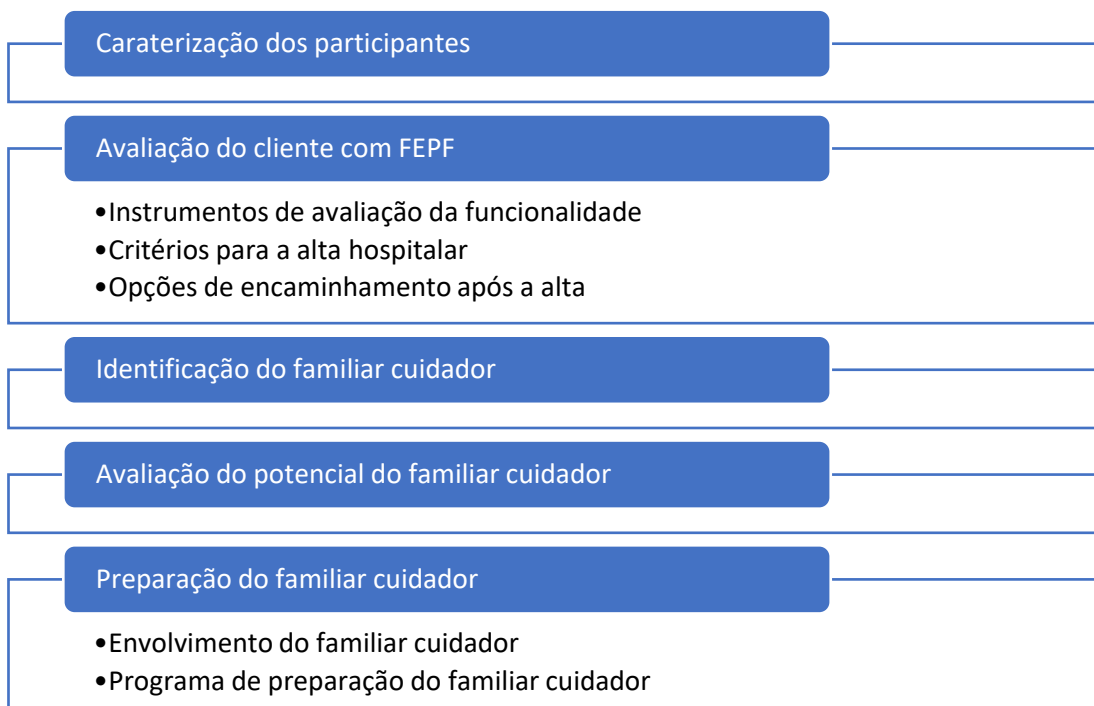 Caraterização dos participantes
Avaliação do cliente com FEPF
•Instrumentos de avaliação da funcionalidade
•Critérios para a alta hospitalar
•Opções de encaminhamento após a alta
Identificação do familiar cuidador
Avaliação do potencial do familiar cuidador
Preparação do familiar cuidador
•Envolvimento do familiar cuidador
•Programa de preparação do familiar cuidador